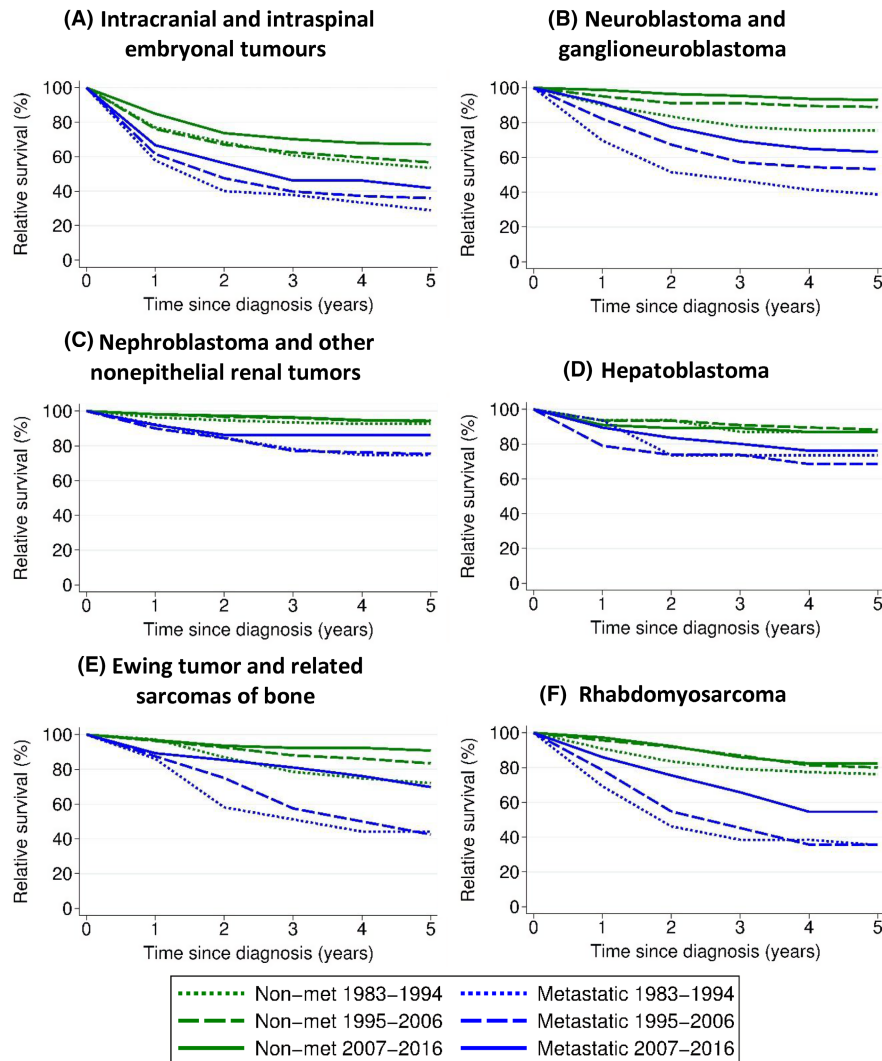 (A) Intracranial and intraspinal
embryonal tumours
100
80
60
40
20
0
Relative survival (%)
0 1 2 3 4 5
Time since diagnosis (years)
(B) Neuroblastoma and
ganglioneuroblastoma
100
80
60
40
20
0
Relative survival (%)
0 1 2 3 4 5
Time since diagnosis (years)
(C) Nephroblastoma and other
nonepithelial renal tumors
100
80
60
40
20
0
Relative survival (%)
0 1 2 3 4 5
Time since diagnosis (years)
(D) Hepatoblastoma
100
80
60
40
20
0
Relative survival (%)
0 1 2 3 4 5
Time since diagnosis (years)
(E) Ewing tumor and related
sarcomas of bone
100
80
60
40
20
0
Relative survival (%)
0 1 2 3 4 5
Time since diagnosis (years)
(F) Rhabdomyosarcoma
100
80
60
40
20
0
Relative survival (%)
0 1 2 3 4 5
Time since diagnosis (years)
Non-met 1983-1994 Metastatic 1983-1994
Non-met 1995-2006 Metastatic 1995-2006
Non-met 2007-2016 Metastatic 2007-2016